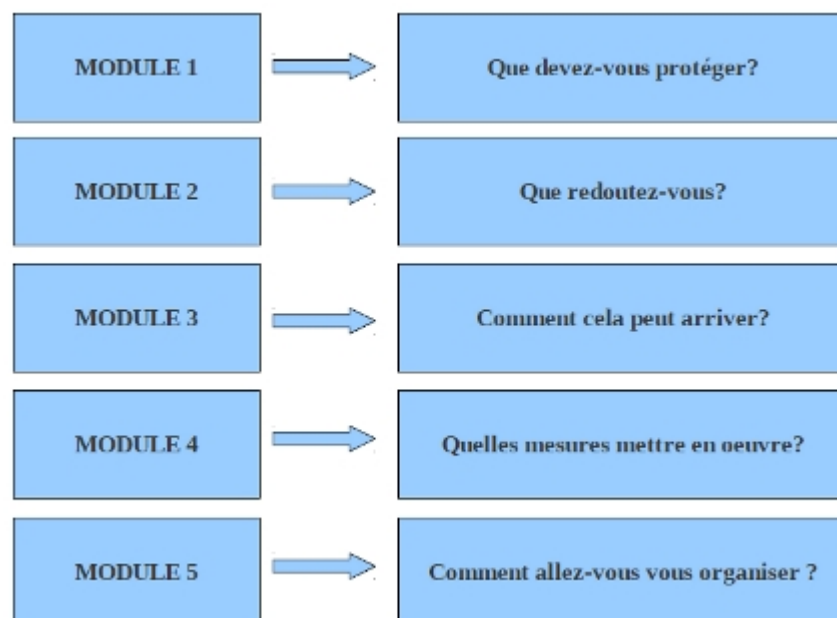 MODULE 1
Que devez-vous protéger?
MODULE 2
Que redoutez-vous?
MODULE 3
Comment cela peut arriver?
MODULE 4
Quelles mesures mettre en oeuvre?
MODULE 5
Comment allez-vous vous organiser ?